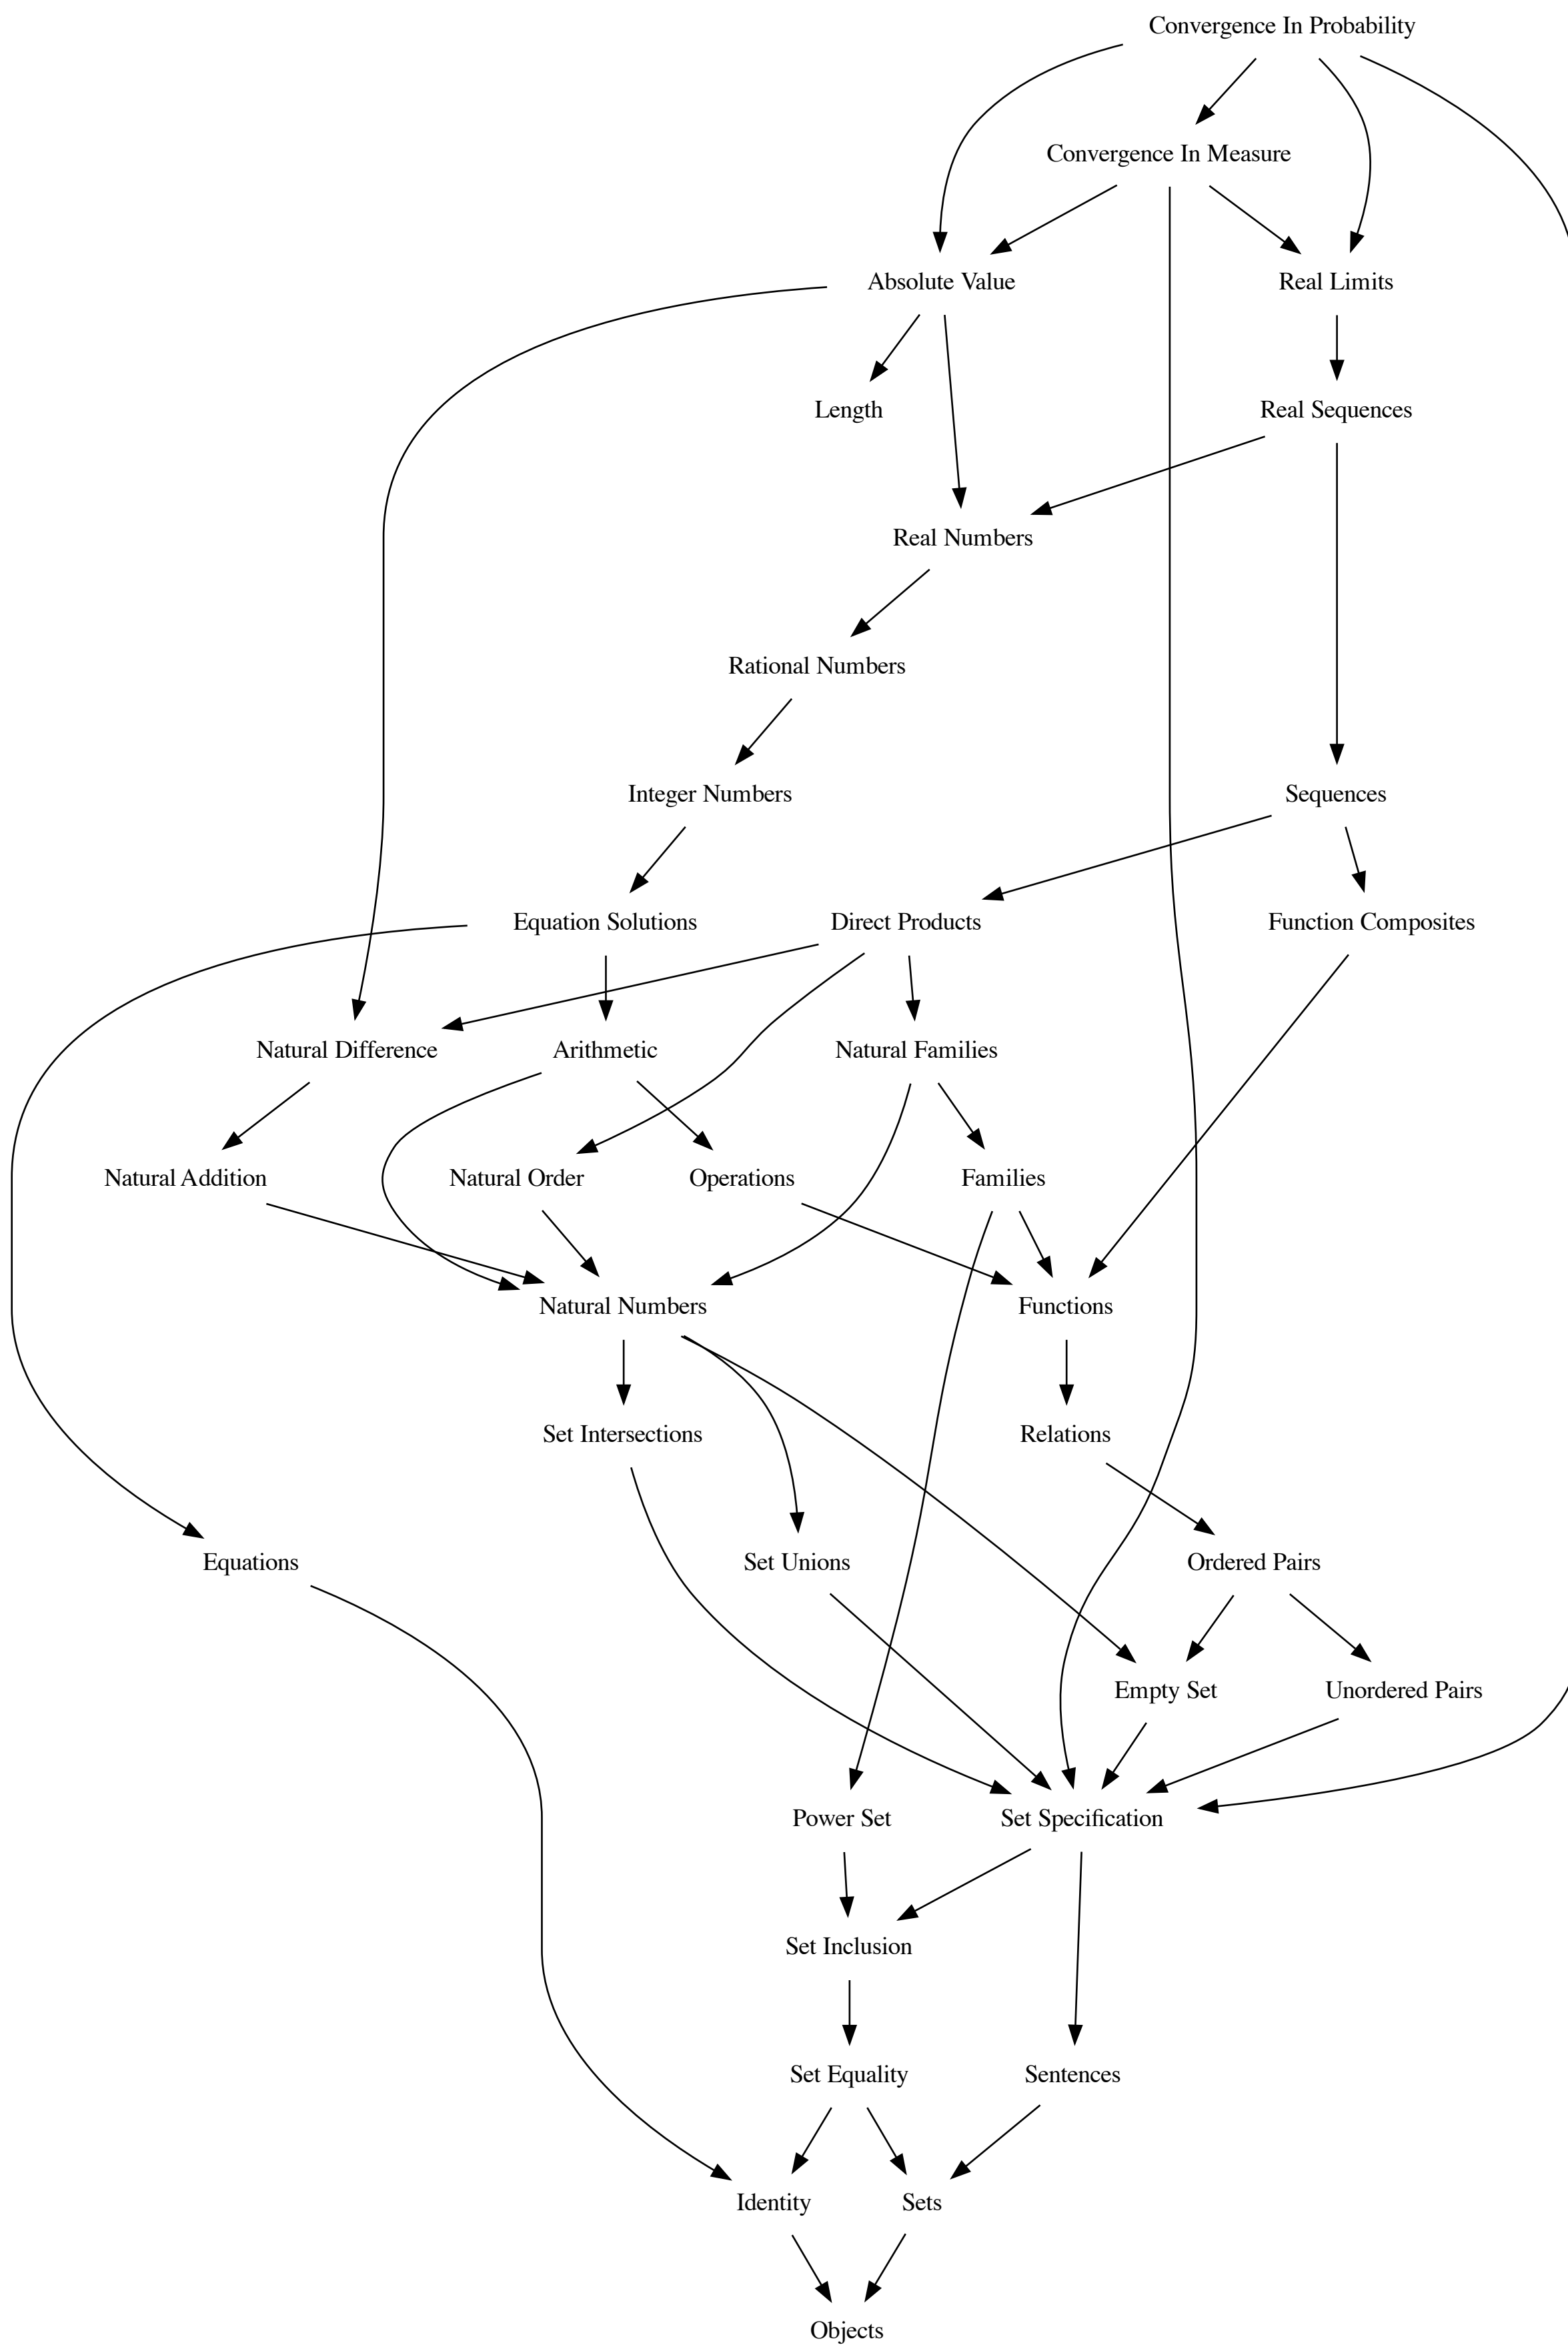 Convergence In Probability
Convergence In Measure
Absolute Value
Real Limits
Length
Real Sequences
Real Numbers
Rational Numbers
Integer Numbers
Sequences
Equation Solutions
Direct Products
Function Composites
Natural Difference
Arithmetic
Natural Families
Natural Addition
Natural Order
Operations
Families
Natural Numbers
Functions
Set Intersections
Relations
Equations
Set Unions
Ordered Pairs
Empty Set
Unordered Pairs
Power Set
Set Specification
Set Inclusion
Set Equality
Sentences
Identity
Sets
Objects